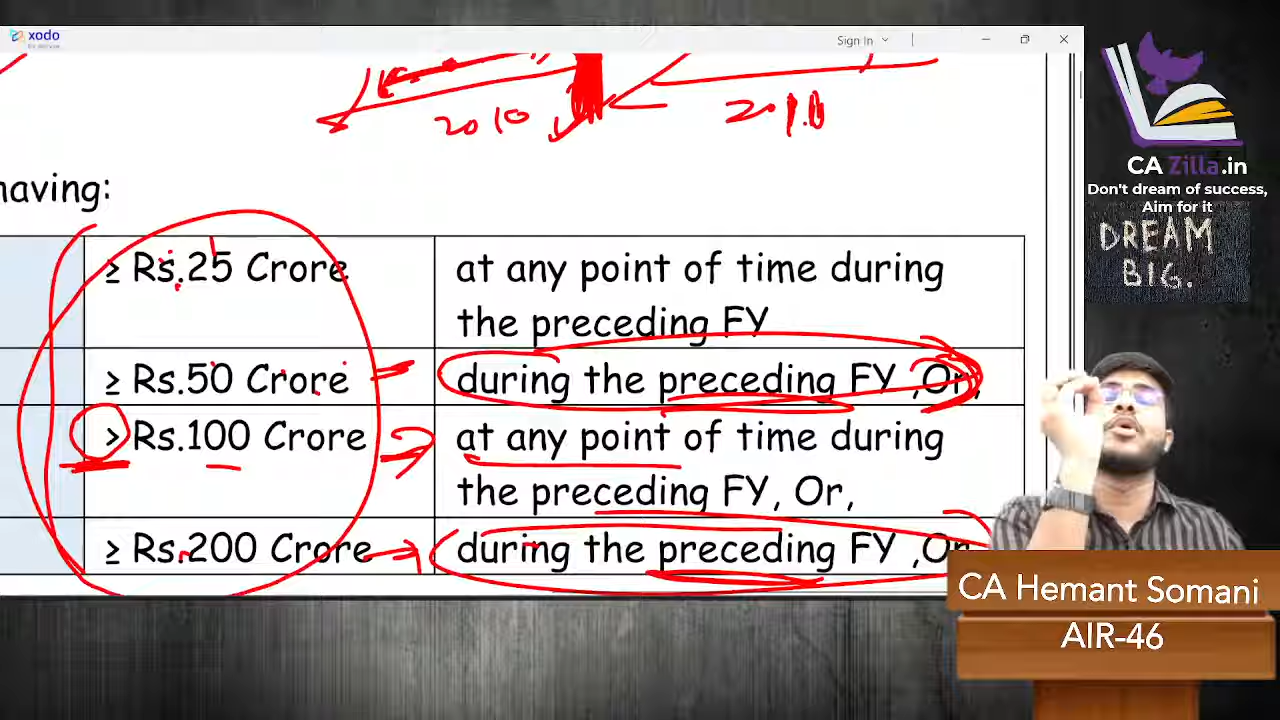 xodo
Sign In
2010
having:
≥ Rs.25 Crore
at any point of time during
the preceding FY
≥ Rs.50 Crore
during the preceding FY ,Or,
> Rs.100 Crore
at any point of time during
the preceding FY, Or,
≥ Rs.200 Crore
during the preceding FY ,Or
CA Zilla.in
Don't dream of success,
Aim for it
DREAM
BIG.
CA Hemant Somani
AIR-46